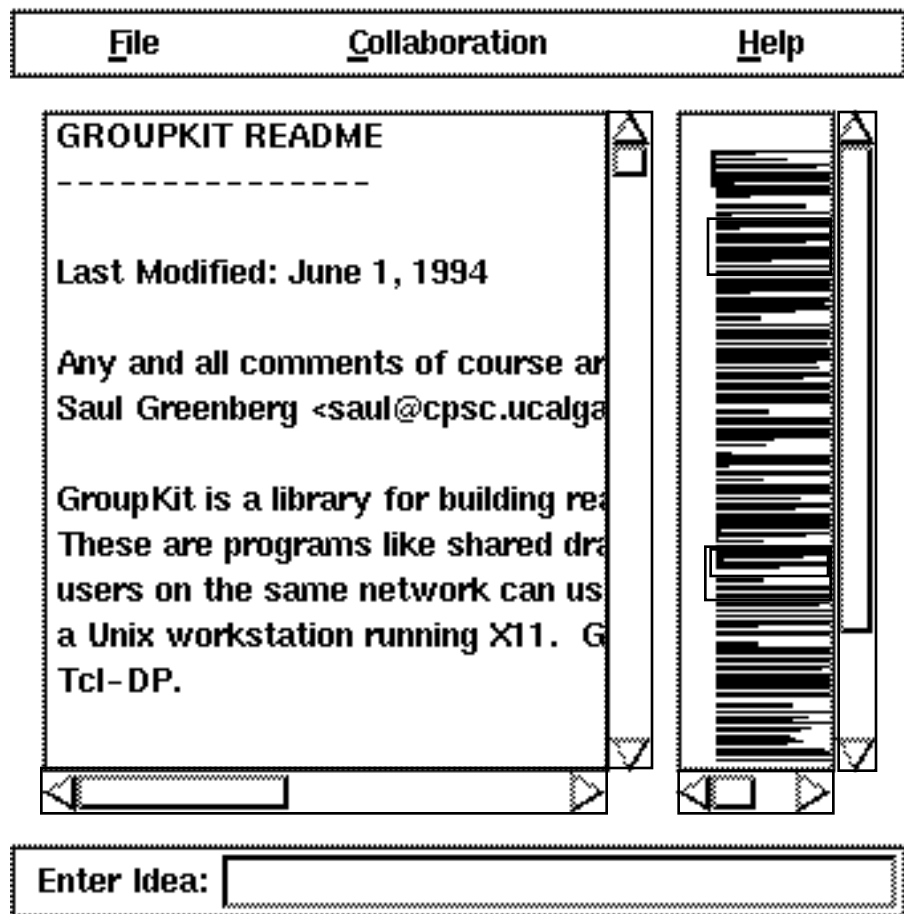 File Collaboration Help
GROUPKIT README
----------------
Last Modified: June 1, 1994
Any and all comments of course ar
Saul Greenberg <saul@cpsc.ucalga
GroupKit is a library for building rea
These are programs like shared dra
users on the same network can us
a Unix workstation running X11.  G
Tcl-DP.
Enter Idea: